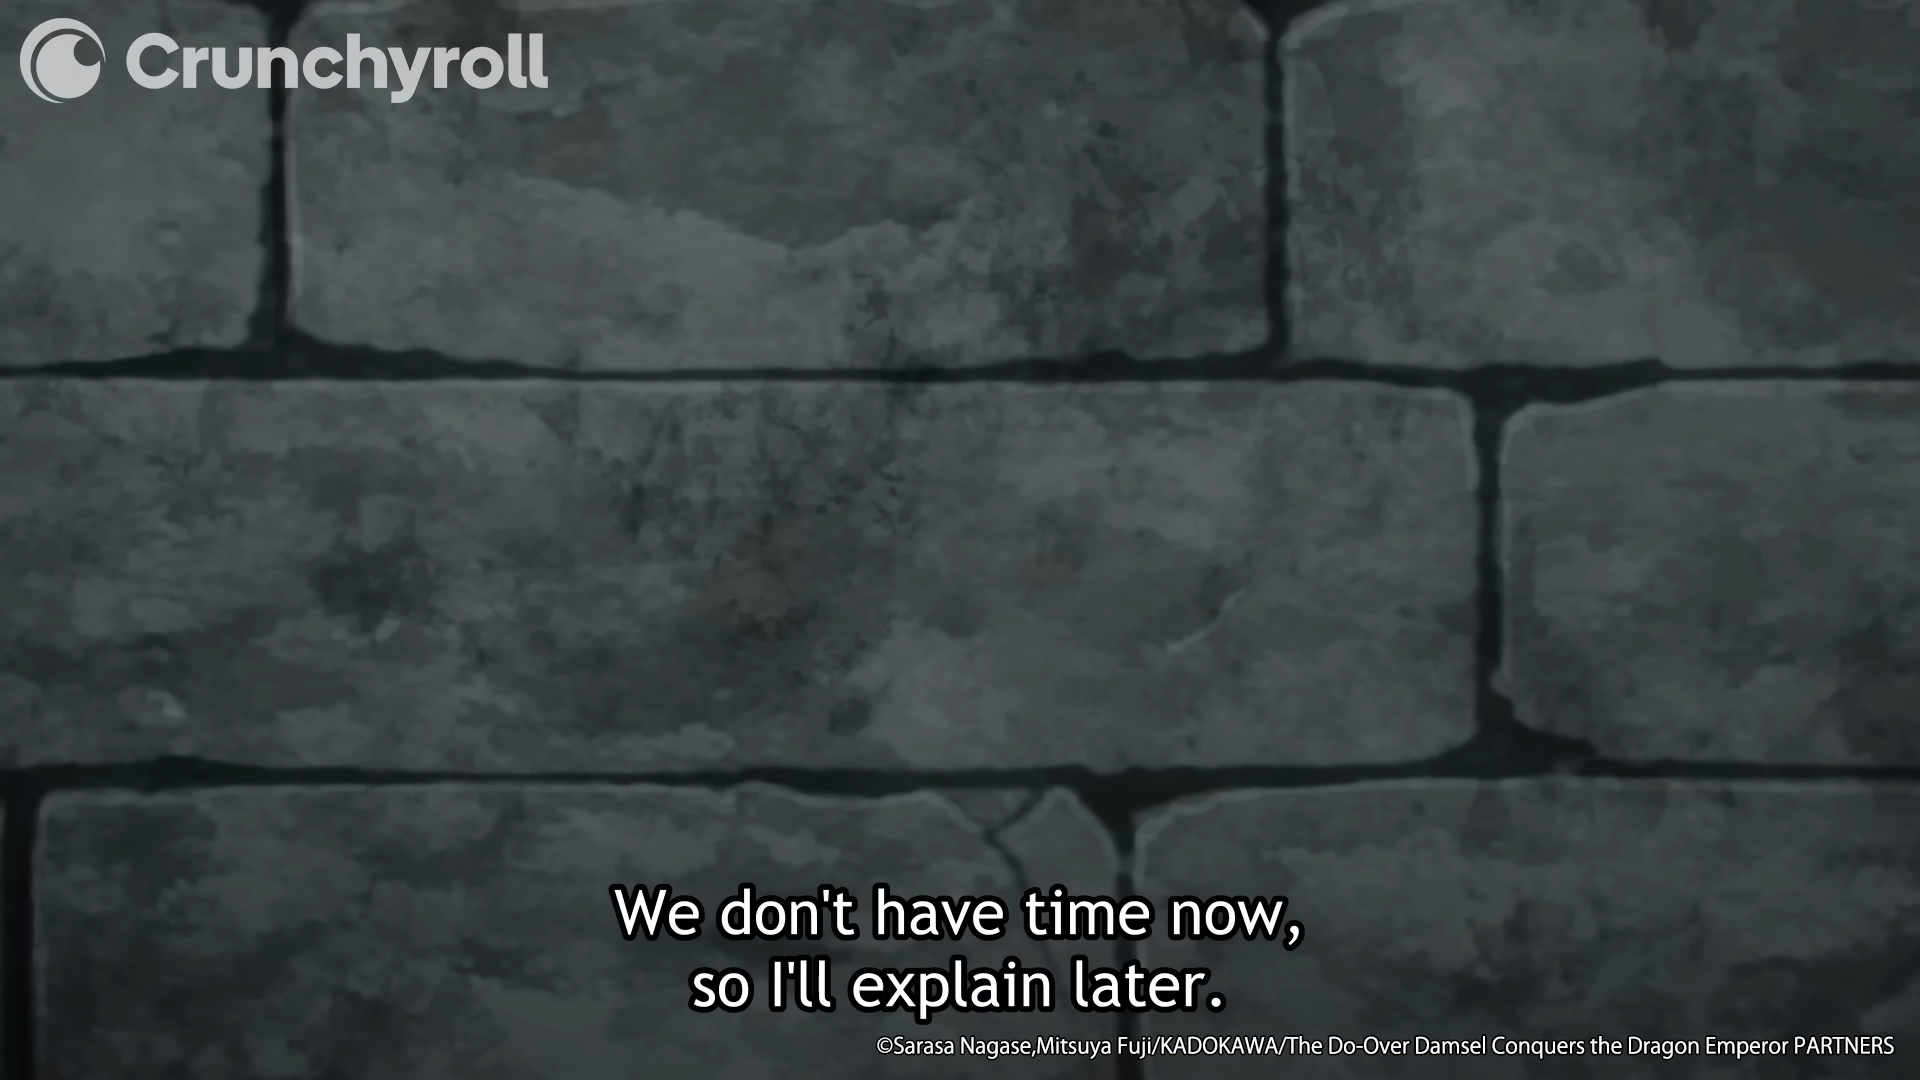 Crunchyroll
We don't have time now,
so I'll explain later.
©Sarasa Nagase,Mitsuya Fuji/KADOKAWA/The Do-Over Damsel Conquers the Dragon Emperor PARTNERS